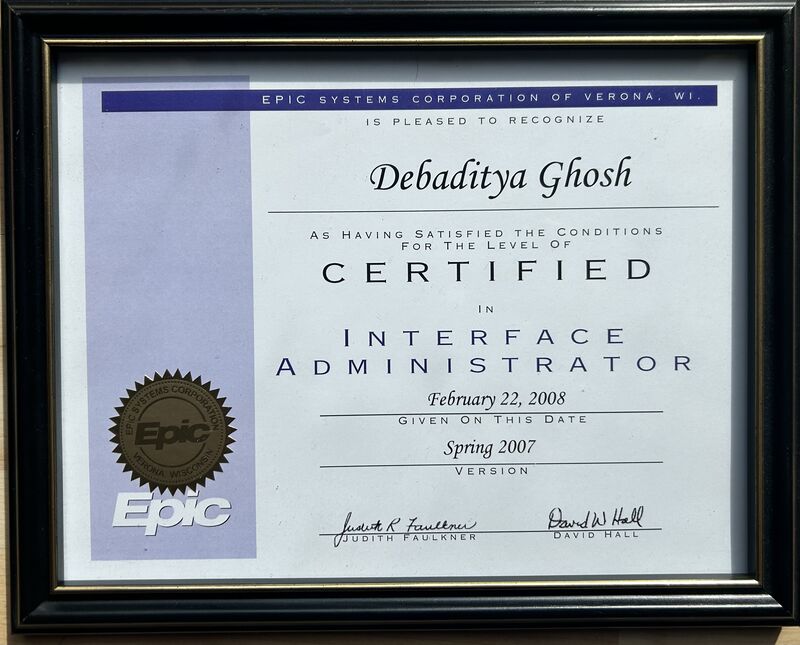 EPIC SYSTEMS CORPORATION OF VERONA, WI.
IS PLEASED TO RECOGNIZE
Debaditya Ghosh
AS HAVING SATISFIED THE CONDITIONS
FOR THE LEVEL OF
CERTIFIED
IN
INTERFACE
ADMINISTRATOR
February 22, 2008
GIVEN ON THIS DATE
Spring 2007
VERSION
EPIC SYSTEMS CORPORATION
Epic
VERONA WISCONSIN
Epic
Judith R Faulkner
JUDITH FAULKNER
David W Hall
DAVID HALL